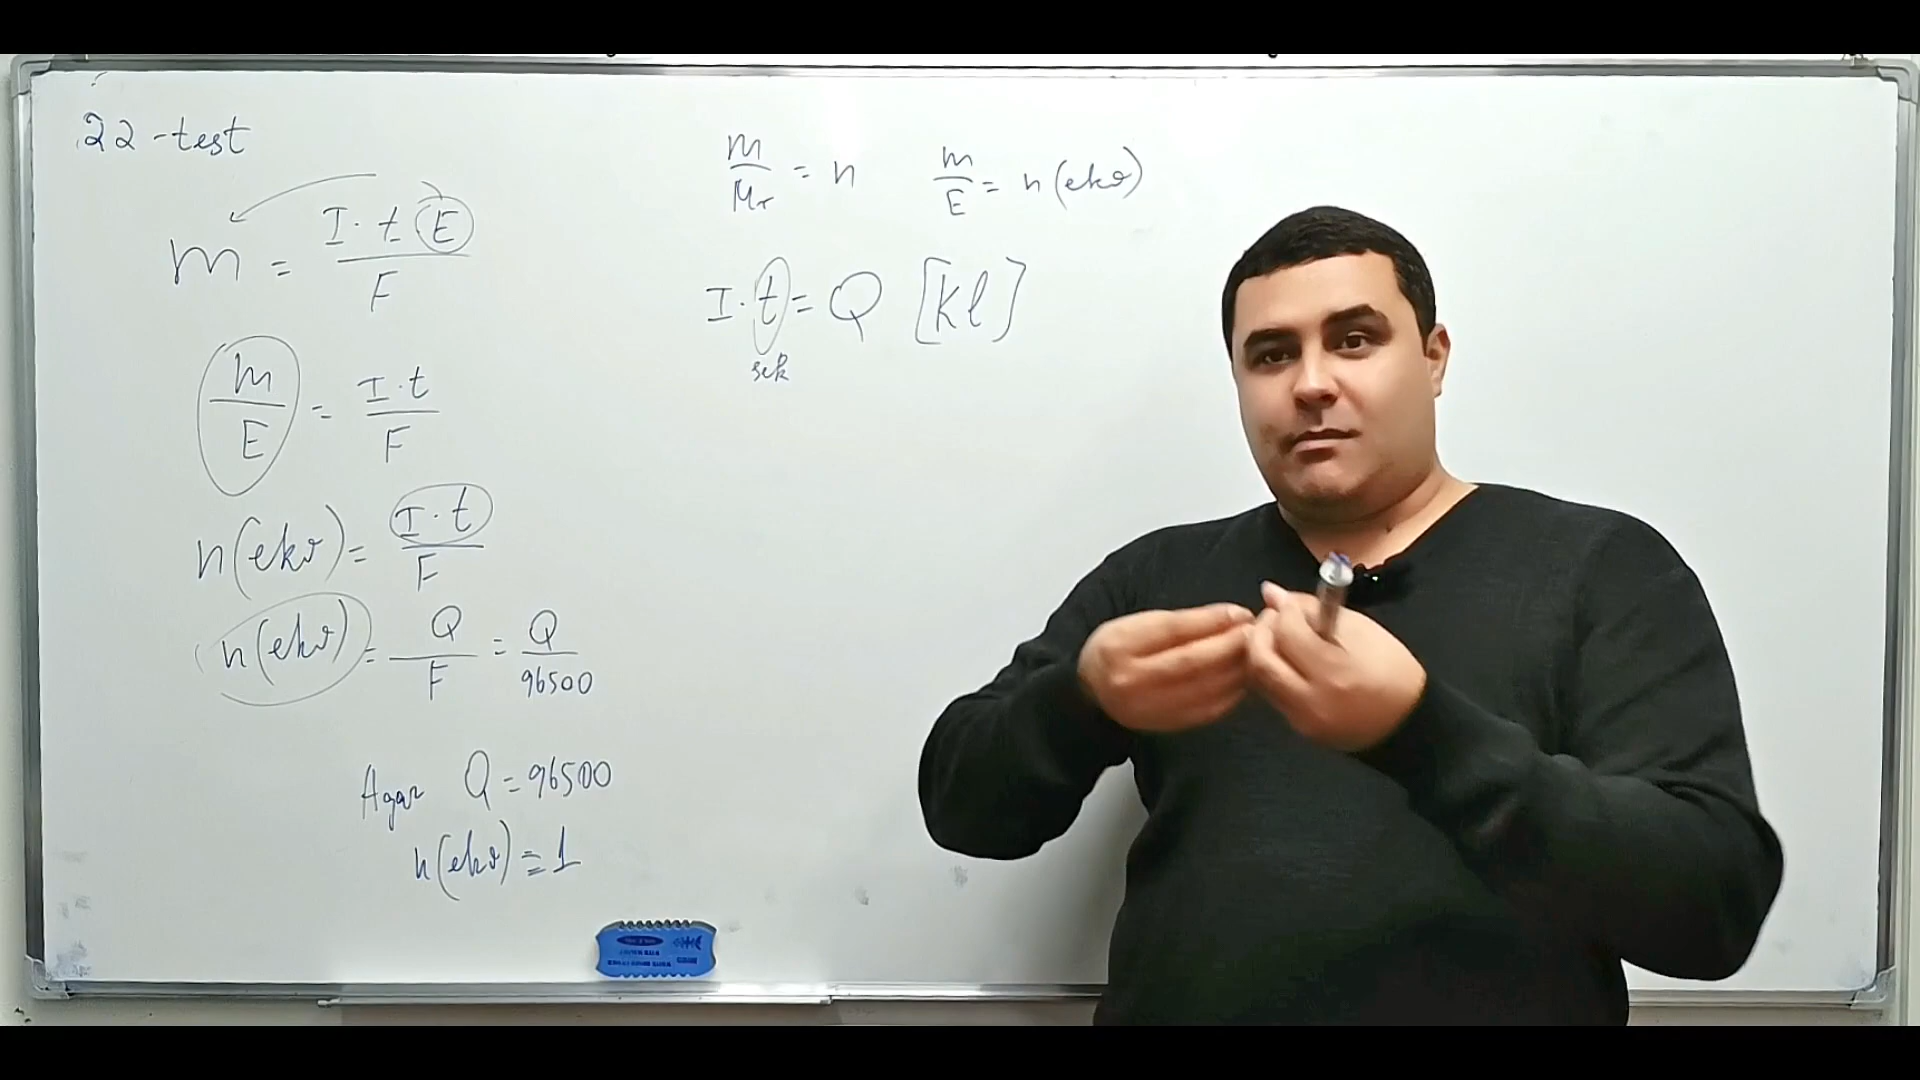 22-test
m = I·t E / F
m / E = I·t / F
n(ekv) = I·t / F
n(ekv) = Q / F = Q / 96500
Agar Q = 96500
n(ekv) = 1
m / Mr = n m / E = n(ekv)
I·t = Q [Kl]
sek